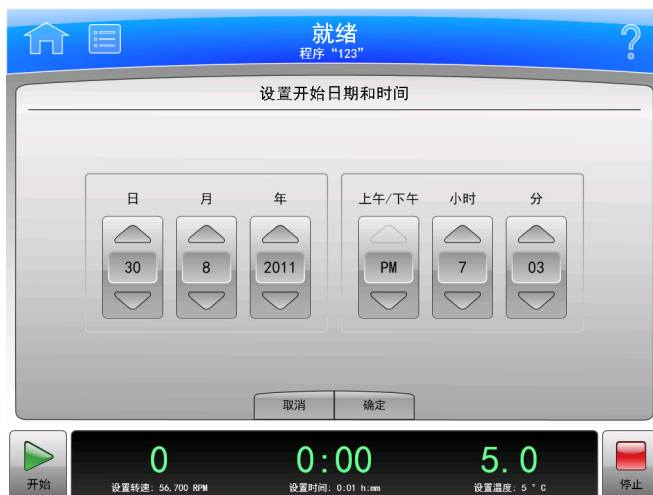 就绪
程序 “123”
?
设置开始日期和时间
日 月 年 上午/下午 小时 分
30 8 2011 PM 7 03
取消 确定
0 0:00 5.0
开始 设置转速: 56,700 RPM 设置时间: 0:01 h:mm 设置温度: 5 ° C 停止